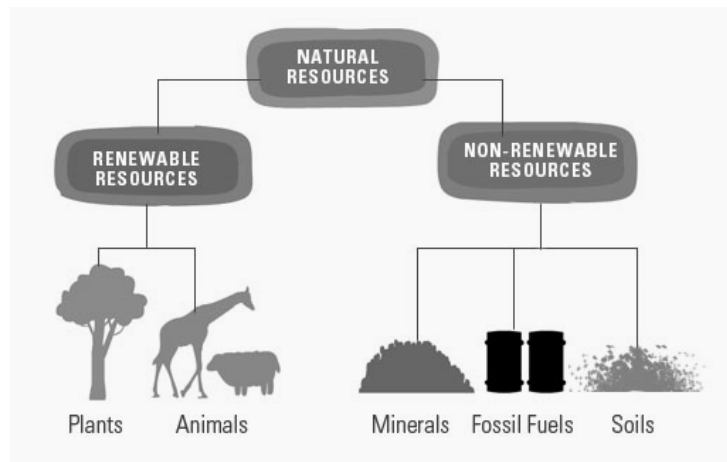 NATURAL
RESOURCES
RENEWABLE
RESOURCES
NON-RENEWABLE
RESOURCES
Plants
Animals
Minerals
Fossil Fuels
Soils